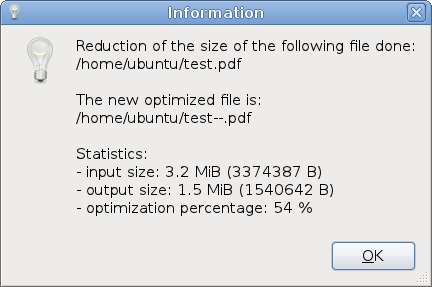 Information
Reduction of the size of the following file done:
/home/ubuntu/test.pdf
The new optimized file is:
/home/ubuntu/test--.pdf
Statistics:
- input size: 3.2 MiB (3374387 B)
- output size: 1.5 MiB (1540642 B)
- optimization percentage: 54 %
OK